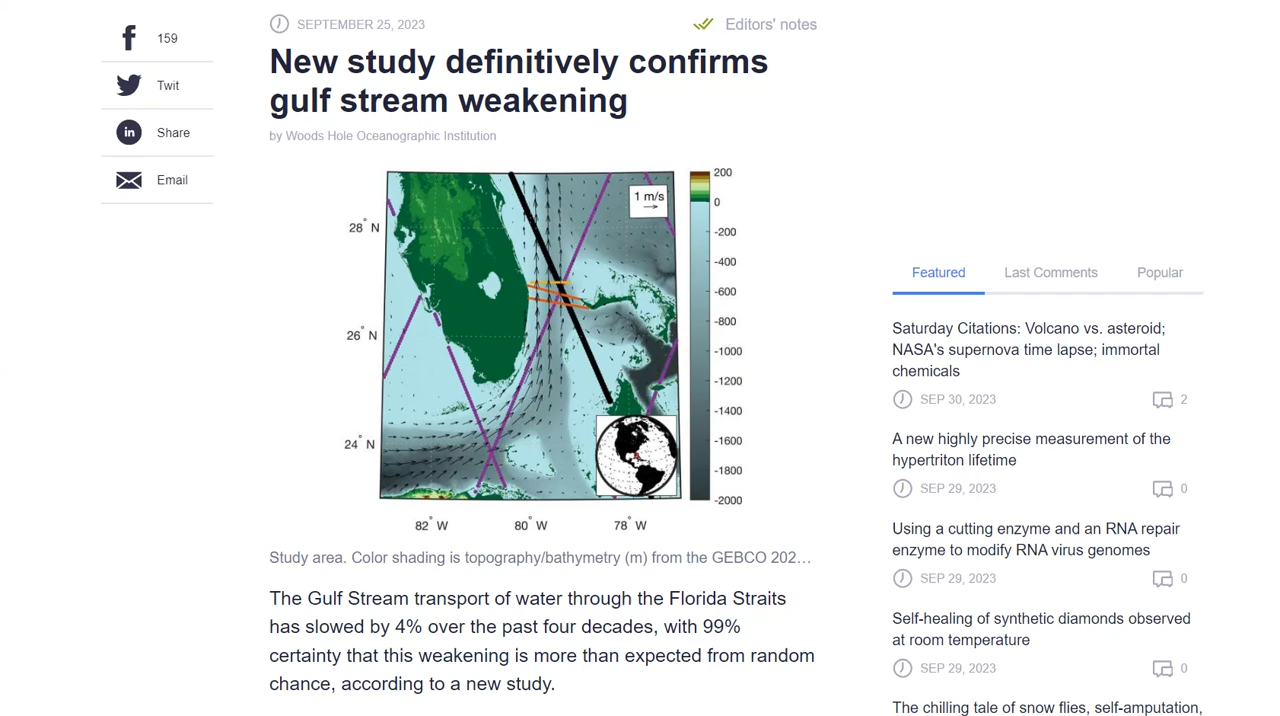 159
Twit
Share
Email
SEPTEMBER 25, 2023
Editors' notes
New study definitively confirms
gulf stream weakening
by Woods Hole Oceanographic Institution
28° N
26° N
24° N
82° W
80° W
78° W
1 m/s
200
0
-200
-400
-600
-800
-1000
-1200
-1400
-1600
-1800
-2000
Study area. Color shading is topography/bathymetry (m) from the GEBCO 202…
The Gulf Stream transport of water through the Florida Straits
has slowed by 4% over the past four decades, with 99%
certainty that this weakening is more than expected from random
chance, according to a new study.
Featured
Last Comments
Popular
Saturday Citations: Volcano vs. asteroid;
NASA's supernova time lapse; immortal
chemicals
SEP 30, 2023
2
A new highly precise measurement of the
hypertriton lifetime
SEP 29, 2023
0
Using a cutting enzyme and an RNA repair
enzyme to modify RNA virus genomes
SEP 29, 2023
0
Self-healing of synthetic diamonds observed
at room temperature
SEP 29, 2023
0
The chilling tale of snow flies, self-amputation,